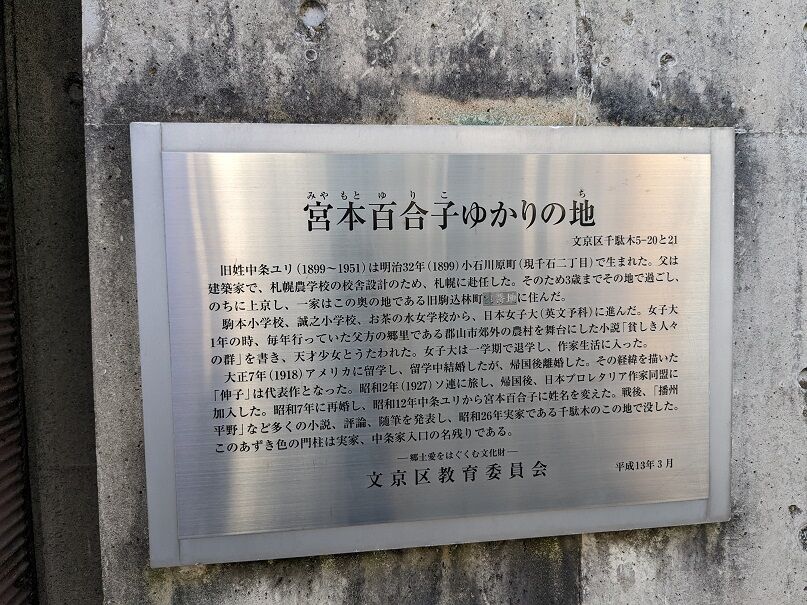 みやもと ゆりこ ち
宮本百合子ゆかりの地
文京区千駄木5-20と21
旧姓中条ユリ(1899~1951)は明治32年(1899)小石川原町(現千石二丁目)で生まれた。父は
建築家で、札幌農学校の校舎設計のため、札幌に赴任した。そのため3歳までその地で過ごし、
のちに上京し、一家はこの奥の地である旧駒込林町に住んだ。
駒本小学校、誠之小学校、お茶の水女学校から、日本女子大(英文予科)に進んだ。女子大
1年の時、毎年行っていた父方の郷里である郡山市郊外の農村を舞台にした小説「貧しき人々
の群」を書き、天才少女とうたわれた。女子大は一学期で退学し、作家生活に入った。
大正7年(1918)アメリカに留学し、留学中結婚したが、帰国後離婚した。その経緯を描いた
「伸子」は代表作となった。昭和2年(1927)ソ連に旅し、帰国後、日本プロレタリア作家同盟に
加入した。昭和7年に再婚し、昭和12年中条ユリから宮本百合子に姓名を変えた。戦後、「播州
平野」など多くの小説、評論、随筆を発表し、昭和26年実家である千駄木のこの地で没した。
このあずき色の門柱は実家、中条家入口の名残りである。
―郷土愛をはぐくむ文化財―
文京区教育委員会
平成13年3月